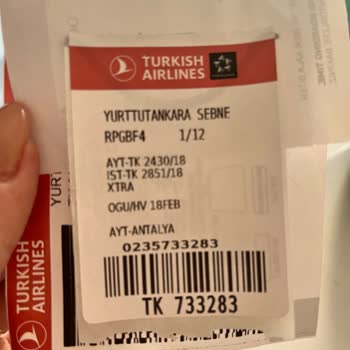 TURKISH
AIRLINES
YURTTUTANKARA SEBNE
RPGBF4 1/12
AYT-TK 2430/18
IST-TK 2851/18
XTRA
OGU/HV 18FEB
AYT-ANTALYA
0235733283
TK 733283
YURT
TURKISH
AIRLINES